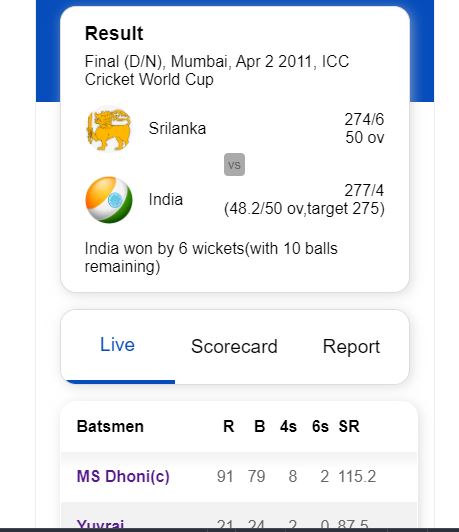 Result
Final (D/N), Mumbai, Apr 2 2011, ICC
Cricket World Cup
Srilanka 274/6
50 ov
vs
India 277/4
(48.2/50 ov,target 275)
India won by 6 wickets(with 10 balls
remaining)
Live Scorecard Report
Batsmen R B 4s 6s SR
MS Dhoni(c) 91 79 8 2 115.2
Yuvraj 21 24 2 0 87.5